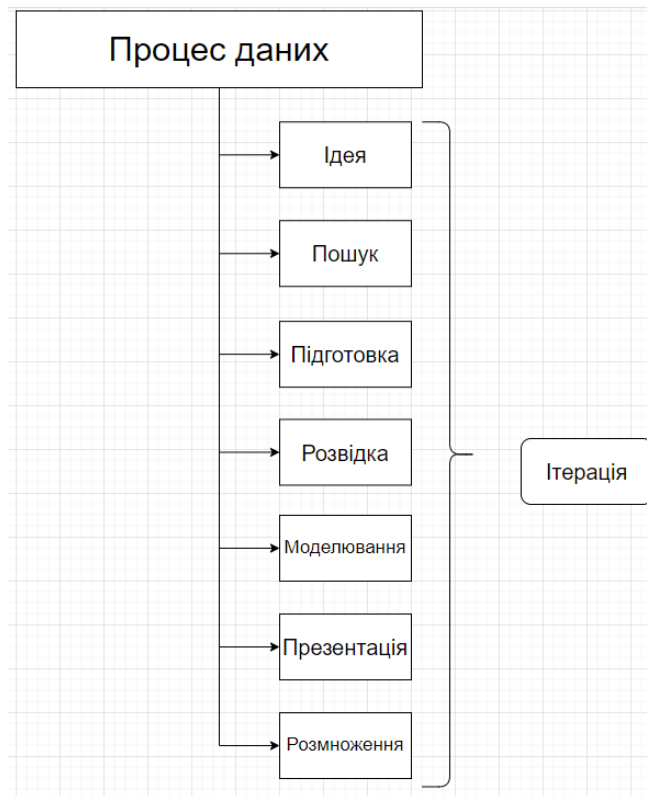 Процес даних
Ідея
Пошук
Підготовка
Розвідка
Ітерація
Моделювання
Презентація
Розмноження